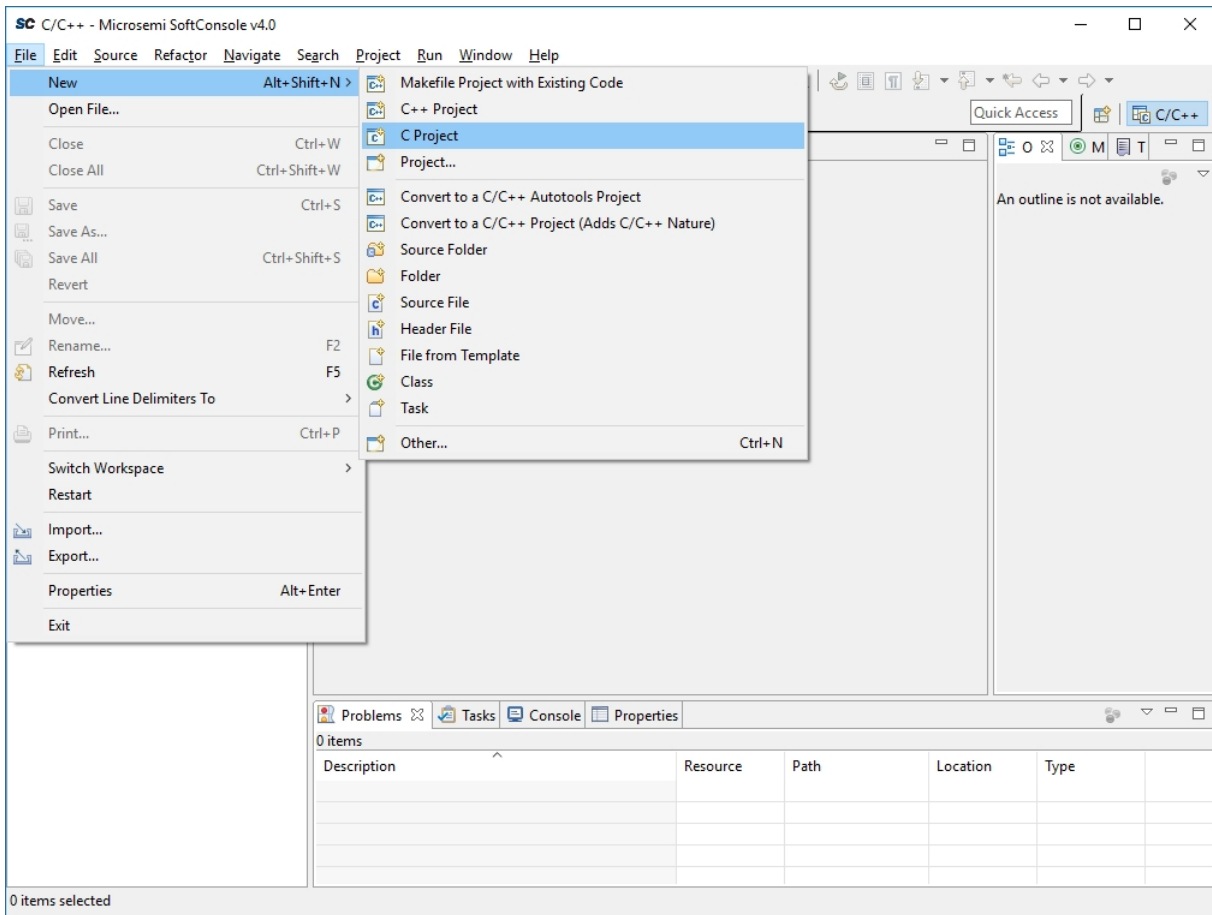 SC C/C++ - Microsemi SoftConsole v4.0
File Edit Source Refactor Navigate Search Project Run Window Help
New Alt+Shift+N >
Open File...
Close Ctrl+W
Close All Ctrl+Shift+W
Save Ctrl+S
Save As...
Save All Ctrl+Shift+S
Revert
Move...
Rename... F2
Refresh F5
Convert Line Delimiters To >
Print... Ctrl+P
Switch Workspace >
Restart
Import...
Export...
Properties Alt+Enter
Exit
Makefile Project with Existing Code
C++ Project
C Project
Project...
Convert to a C/C++ Autotools Project
Convert to a C/C++ Project (Adds C/C++ Nature)
Source Folder
Folder
Source File
Header File
File from Template
Class
Task
Other... Ctrl+N
Quick Access C/C++
O M T
An outline is not available.
Problems Tasks Console Properties
0 items
Description Resource Path Location Type
0 items selected